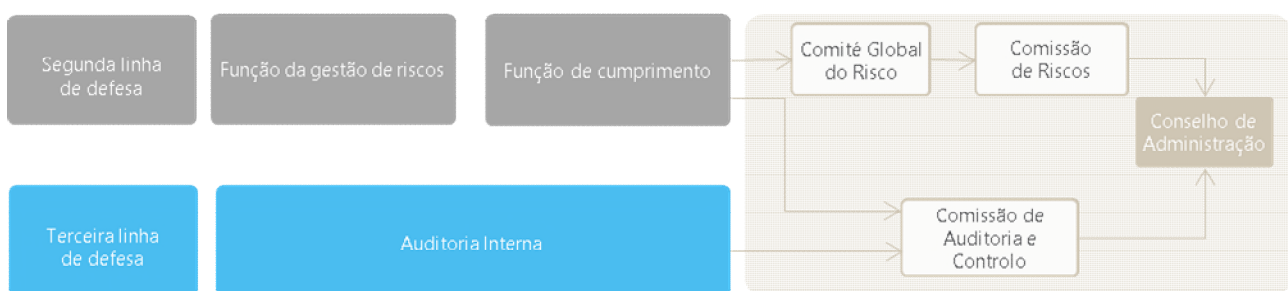 Segunda linha
de defesa
Função da gestão de riscos
Função de cumprimento
Comité Global
do Risco
Comissão
de Riscos
Conselho de
Administração
Terceira linha
de defesa
Auditoria Interna
Comissão de
Auditoria e
Controlo